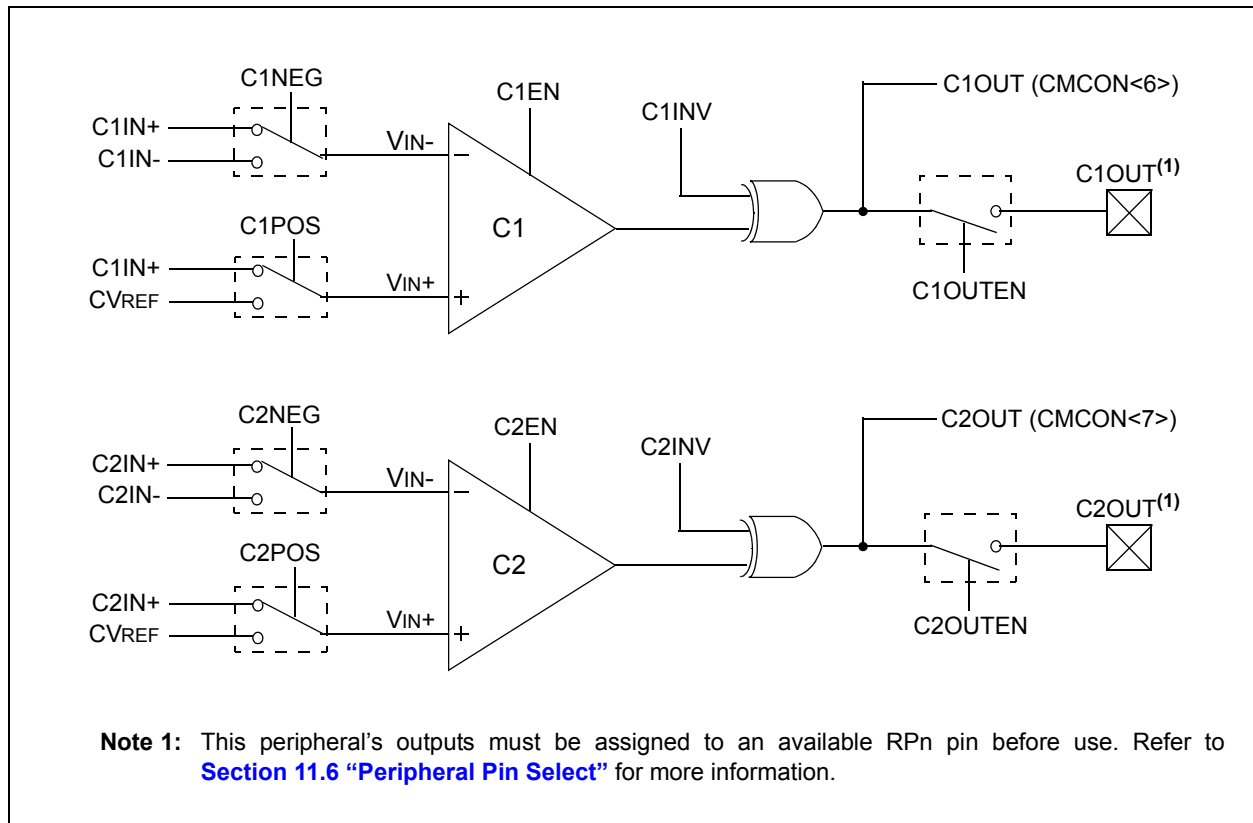 C1NEG
C1EN
C1INV
C1OUT (CMCON<6>)
C1IN+
C1IN-
VIN-
−
C1OUT(1)
C1
C1POS
C1IN+
CVREF
VIN+
+
C1OUTEN
C2NEG
C2EN
C2INV
C2OUT (CMCON<7>)
C2IN+
C2IN-
VIN-
−
C2OUT(1)
C2
C2POS
C2IN+
CVREF
VIN+
+
C2OUTEN
Note 1: This peripheral's outputs must be assigned to an available RPn pin before use. Refer to
Section 11.6 “Peripheral Pin Select” for more information.